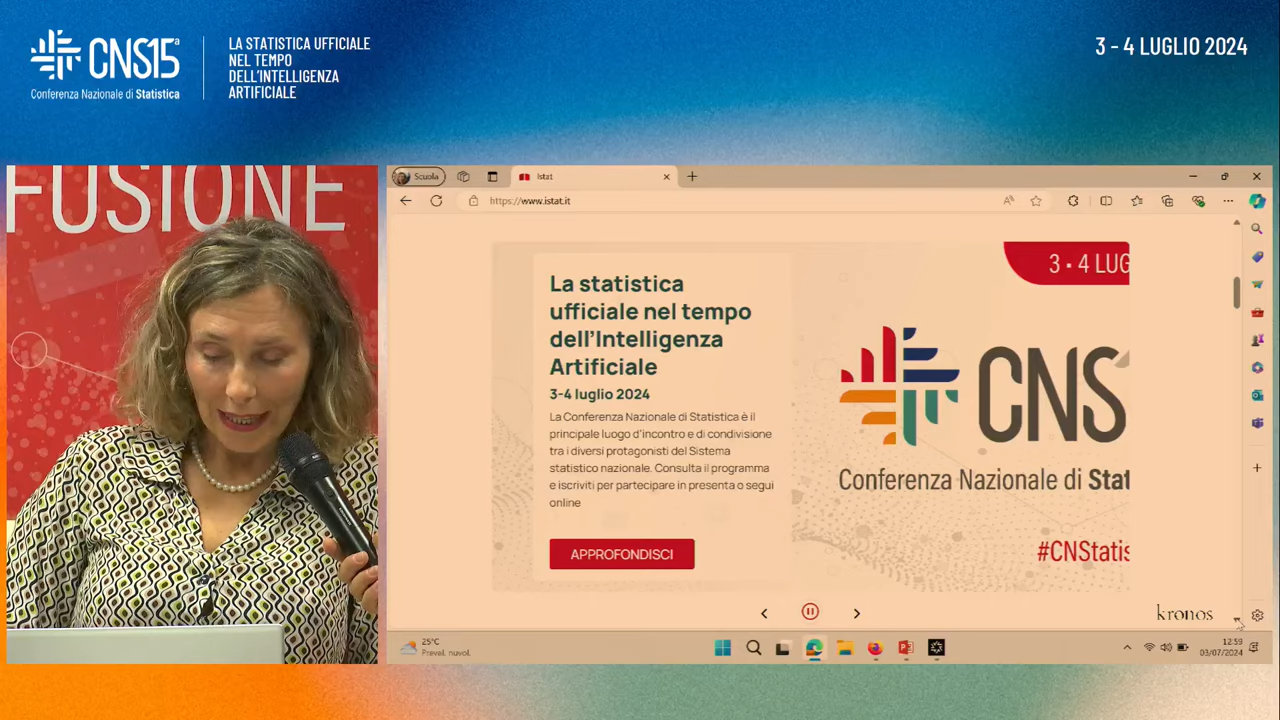 CNS15ª
Conferenza Nazionale di Statistica
LA STATISTICA UFFICIALE
NEL TEMPO
DELL'INTELLIGENZA
ARTIFICIALE
3 - 4 LUGLIO 2024
FUSIONE
Scuola
Istat
https://www.istat.it
La statistica
ufficiale nel tempo
dell'Intelligenza
Artificiale
3-4 luglio 2024
La Conferenza Nazionale di Statistica è il
principale luogo d'incontro e di condivisione
tra i diversi protagonisti del Sistema
statistico nazionale. Consulta il programma
e iscriviti per partecipare in presenta o segui
online
APPROFONDISCI
3 - 4 LUG
CNS
Conferenza Nazionale di Stat
#CNStatis
kronos
25°C
Preval. nuvol.
12:59
03/07/2024